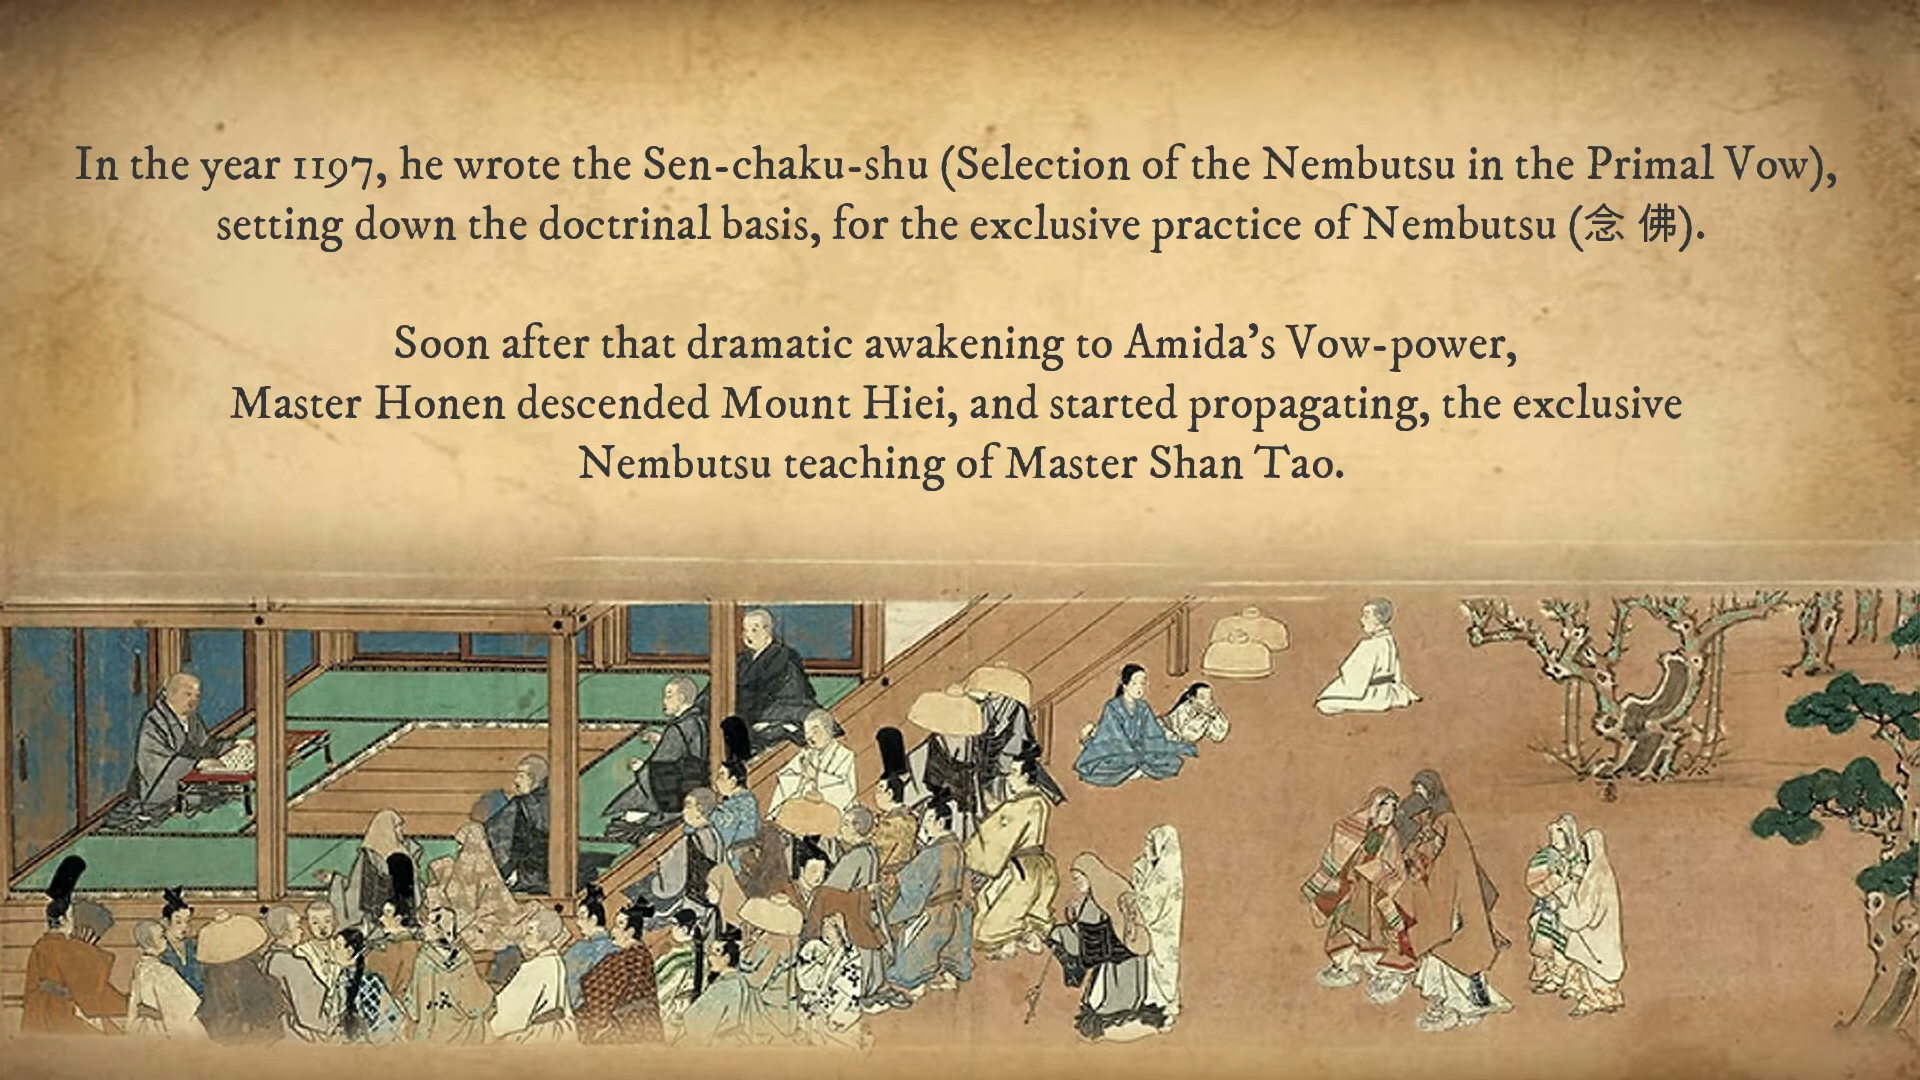 In the year 1197, he wrote the Sen-chaku-shu (Selection of the Nembutsu in the Primal Vow),
setting down the doctrinal basis, for the exclusive practice of Nembutsu (念 佛).
Soon after that dramatic awakening to Amida’s Vow-power,
Master Honen descended Mount Hiei, and started propagating, the exclusive
Nembutsu teaching of Master Shan Tao.